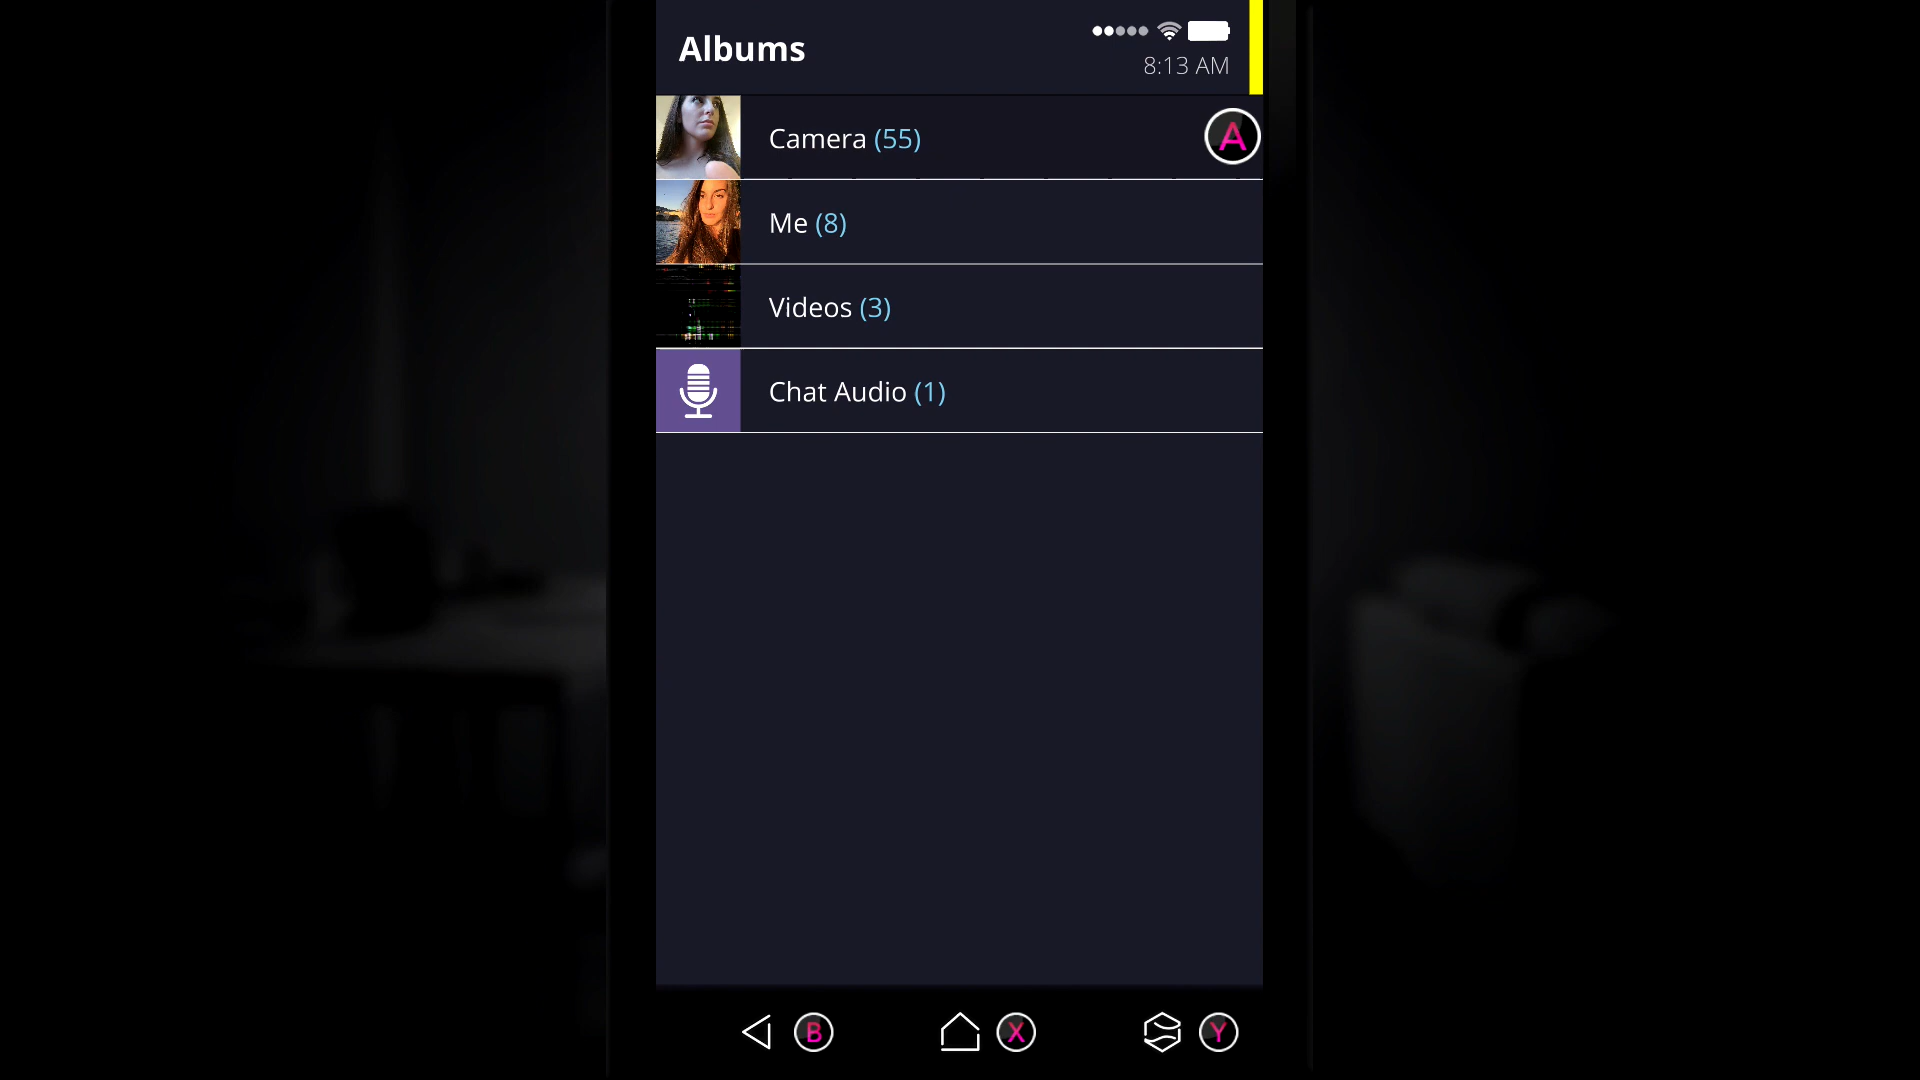 Albums
8:13 AM
Camera (55)
A
Me (8)
Videos (3)
Chat Audio (1)
B
X
Y